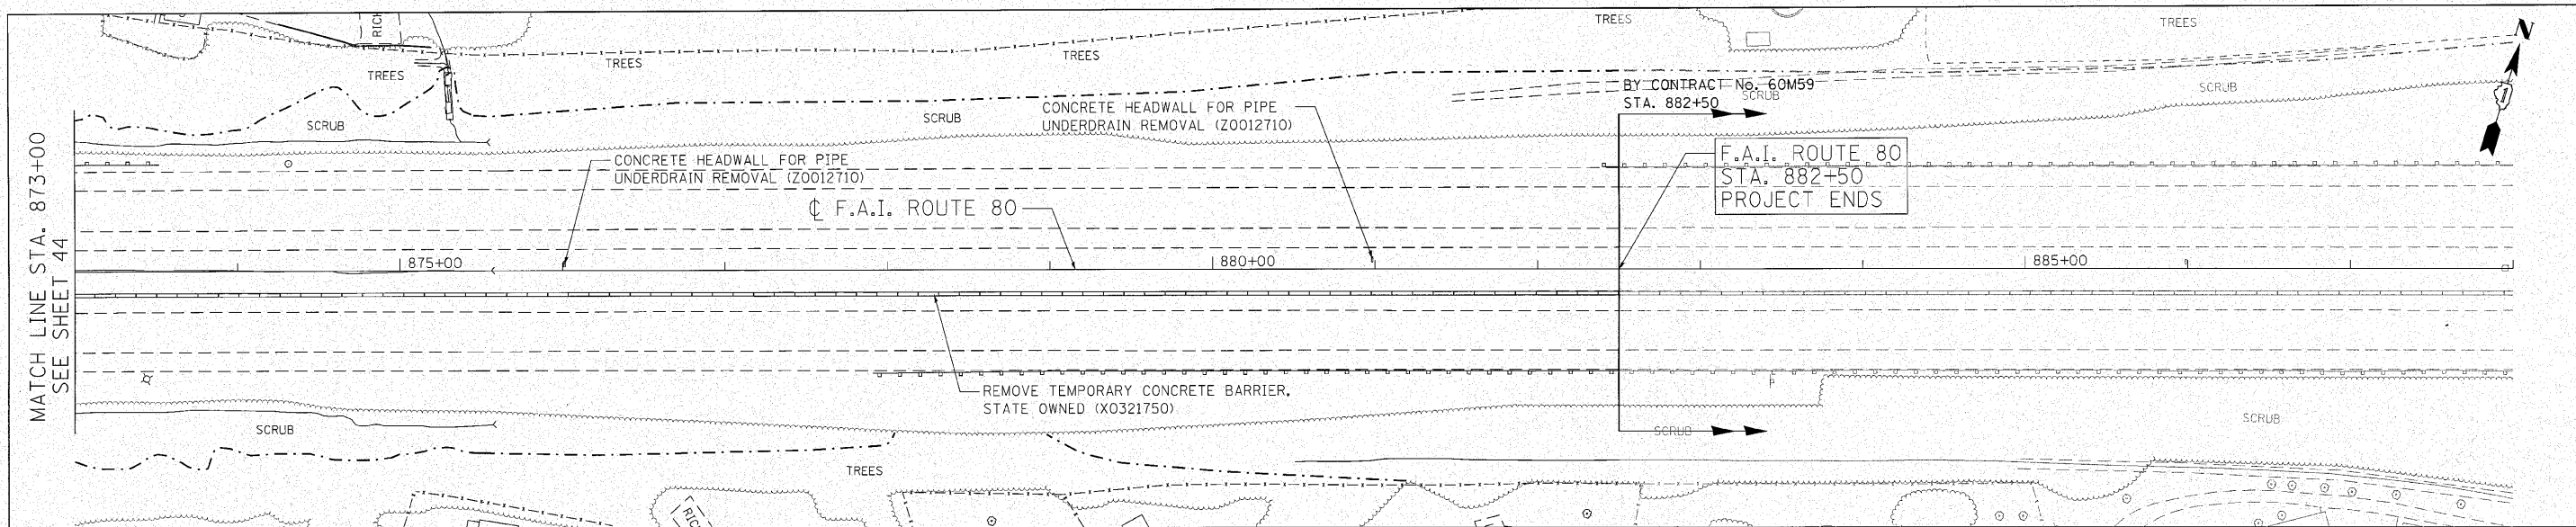 RICH
TREES
TREES
TREES
TREES
TREES
N
BY CONTRACT No. 60M59
STA. 882+50
SCRUB
SCRUB
CONCRETE HEADWALL FOR PIPE
UNDERDRAIN REMOVAL (Z0012710)
SCRUB
SCRUB
MATCH LINE STA. 873+00
SEE SHEET 44
CONCRETE HEADWALL FOR PIPE
UNDERDRAIN REMOVAL (Z0012710)
F.A.I. ROUTE 80
STA. 882+50
PROJECT ENDS
℄ F.A.I. ROUTE 80
875+00
880+00
885+00
REMOVE TEMPORARY CONCRETE BARRIER,
STATE OWNED (X0321750)
SCRUB
SCRUB
SCRUB
TREES
RIC